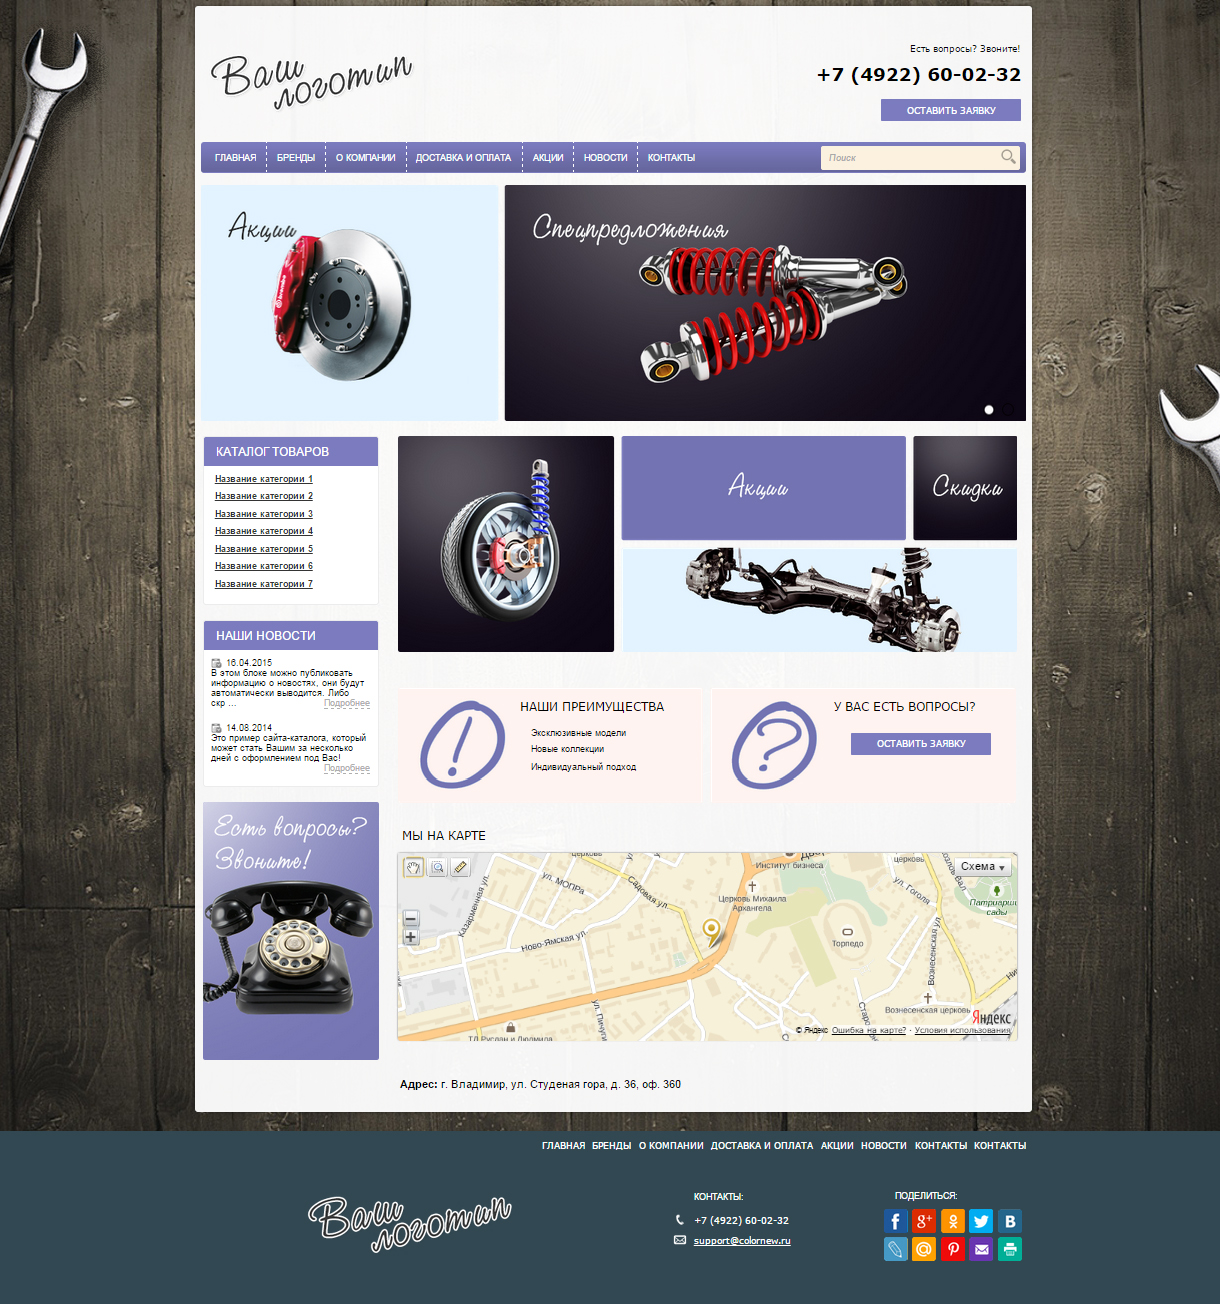 Ваш
логотип
Есть вопросы? Звоните!
+7 (4922) 60-02-32
ОСТАВИТЬ ЗАЯВКУ
ГЛАВНАЯ БРЕНДЫ О КОМПАНИИ ДОСТАВКА И ОПЛАТА АКЦИИ НОВОСТИ КОНТАКТЫ Поиск
Акции
brembo
Спецпредложения
КАТАЛОГ ТОВАРОВ
Название категории 1
Название категории 2
Название категории 3
Название категории 4
Название категории 5
Название категории 6
Название категории 7
Акции
Скидки
НАШИ НОВОСТИ
16.04.2015
В этом блоке можно публиковать
информацию о новостях, они будут
автоматически выводится. Либо
скр ... Подробнее
14.08.2014
Это пример сайта-каталога, который
может стать Вашим за несколько
дней с оформлением под Вас!
Подробнее
НАШИ ПРЕИМУЩЕСТВА
Эксклюзивные модели
Новые коллекции
Индивидуальный подход
У ВАС ЕСТЬ ВОПРОСЫ?
ОСТАВИТЬ ЗАЯВКУ
Есть вопросы?
Звоните!
МЫ НА КАРТЕ
церковь
Институт бизнеса
церковь
Схема
ул. МОПРа
Садовая ул.
ул. Гоголя
Казарменная ул.
Церковь Михаила
Архангела
Патриарши
сады
Ново-Ямская ул.
Торпедо
Вознесенская ул.
ул. Пичуги
Вознесенская церковь
Яндекс
© Яндекс Ошибка на карте? · Условия использования
ТД Руслан и Людмила
Адрес: г. Владимир, ул. Студеная гора, д. 36, оф. 360
ГЛАВНАЯ БРЕНДЫ О КОМПАНИИ ДОСТАВКА И ОПЛАТА АКЦИИ НОВОСТИ КОНТАКТЫ КОНТАКТЫ
Ваш
логотип
КОНТАКТЫ:
+7 (4922) 60-02-32
support@colornew.ru
ПОДЕЛИТЬСЯ: